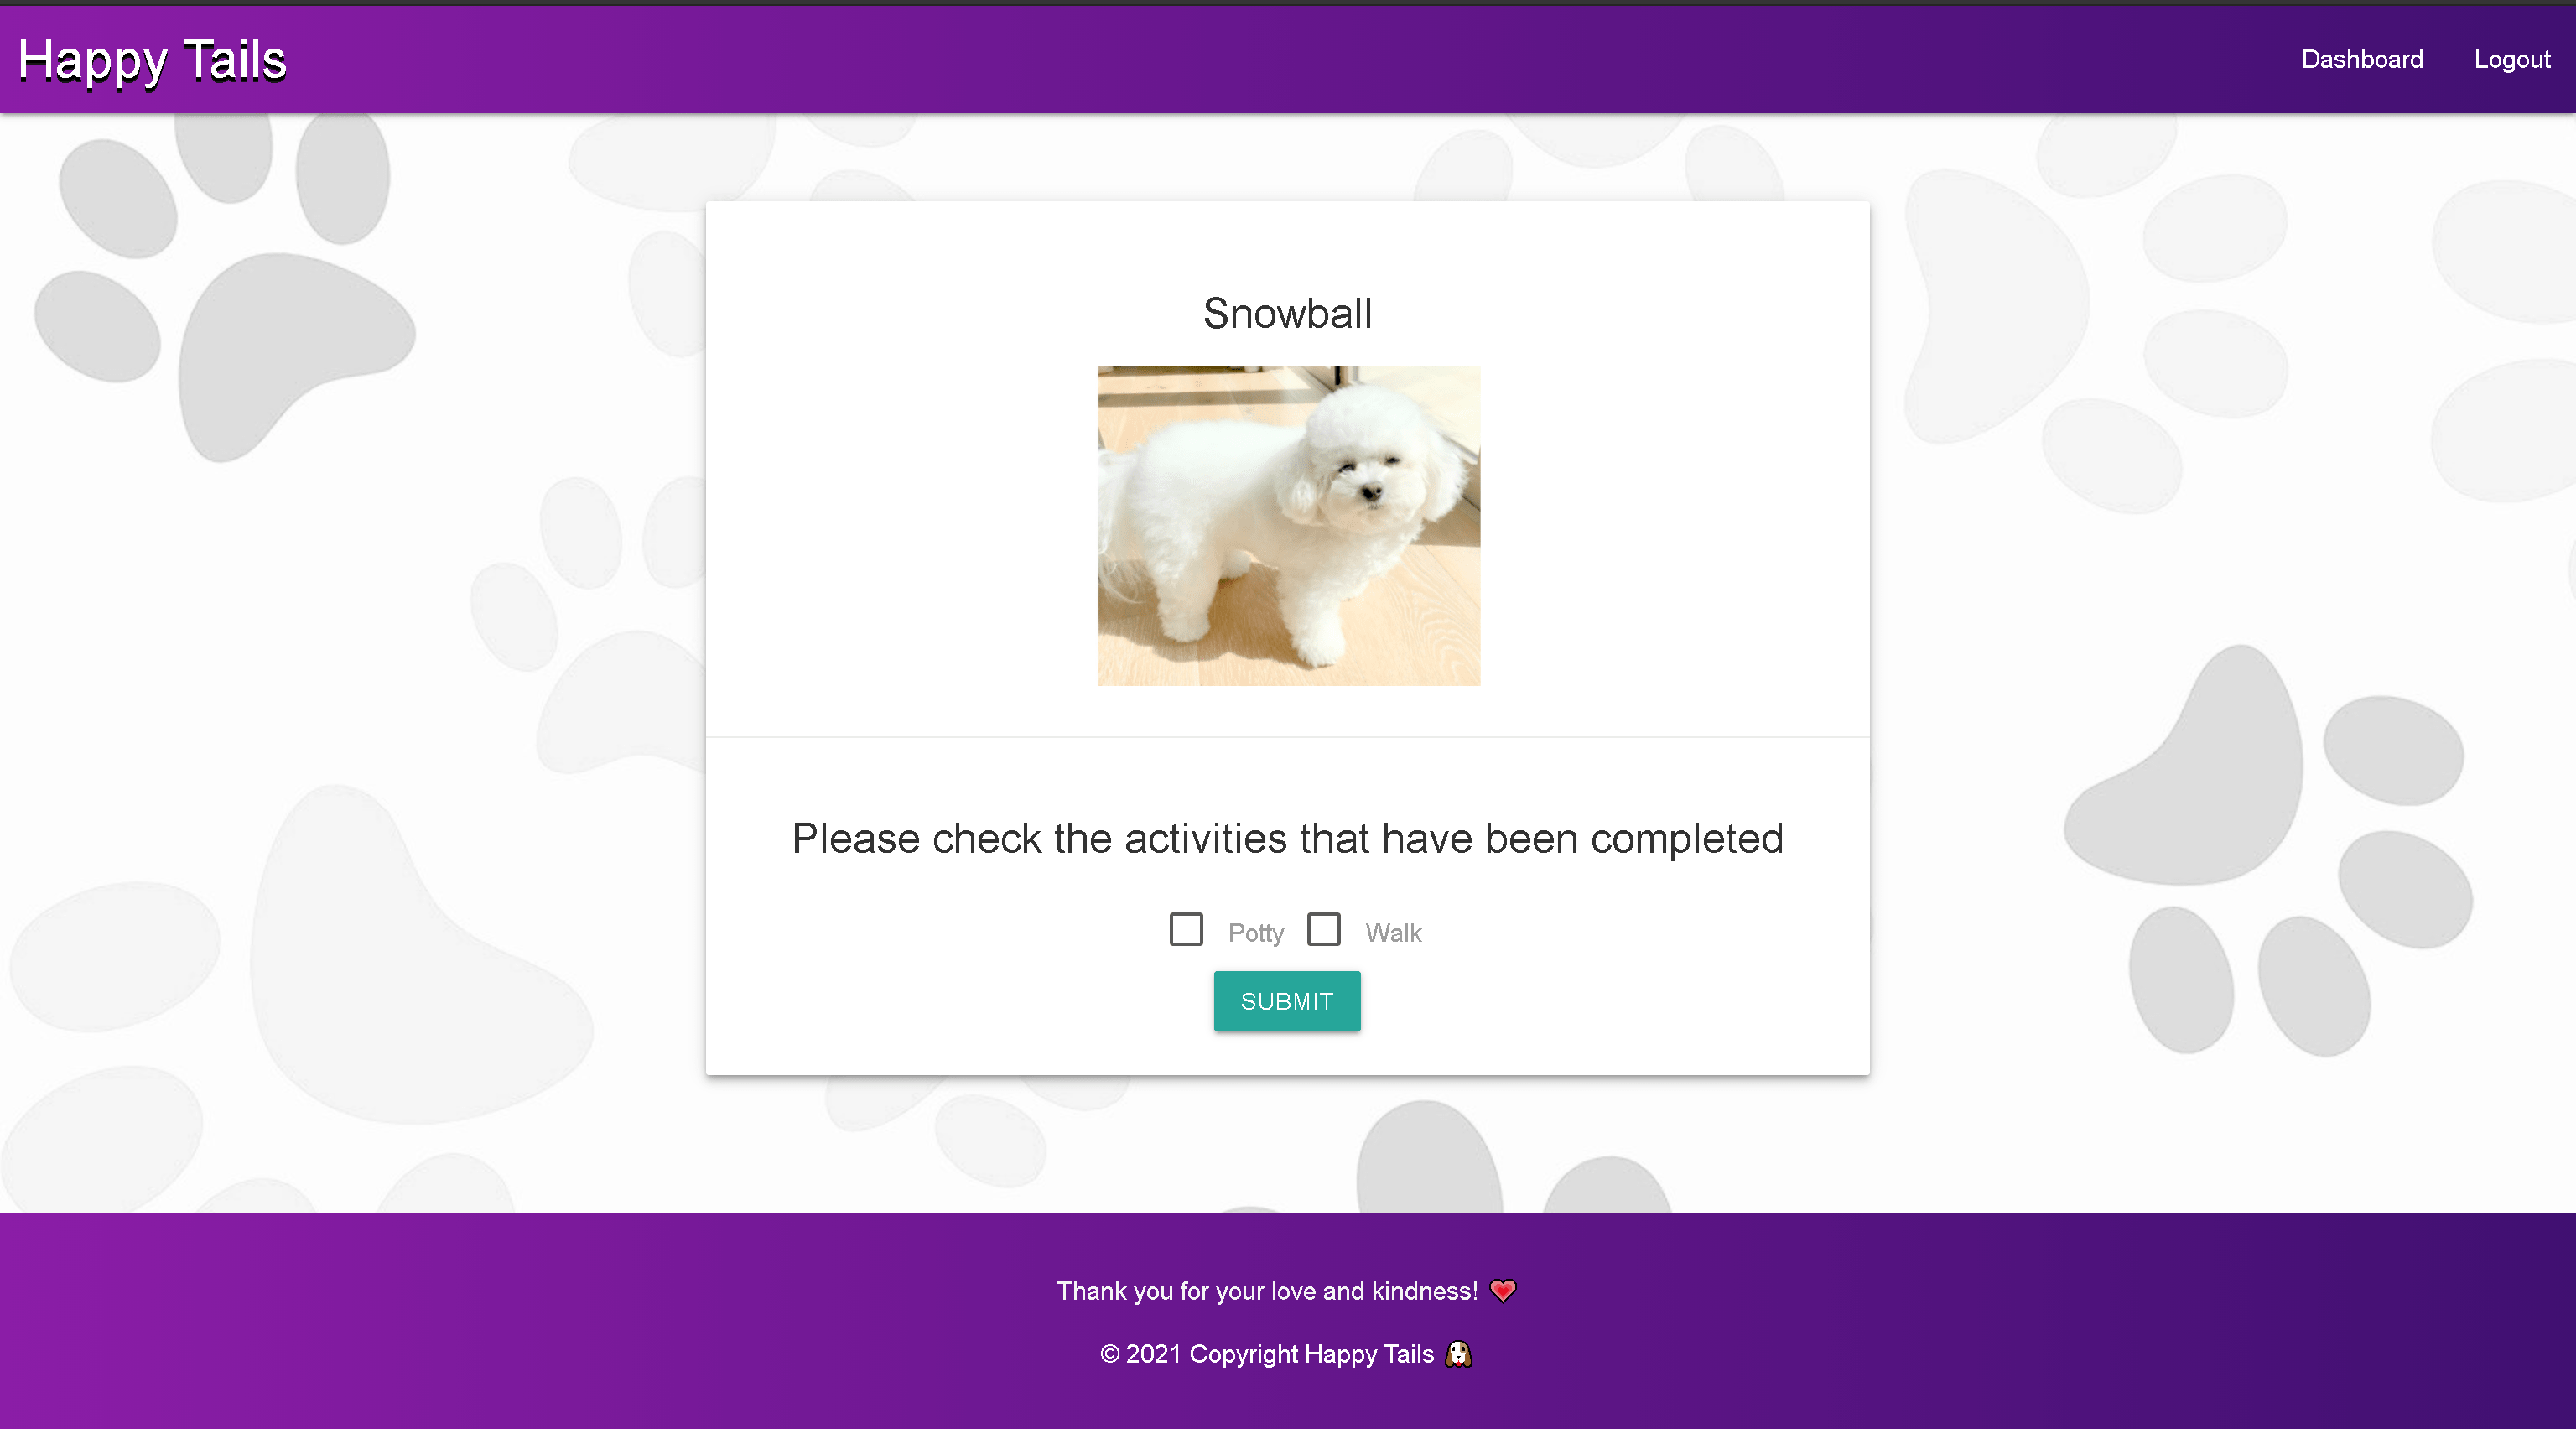 Happy Tails
Dashboard Logout
Snowball
Please check the activities that have been completed
Potty Walk
SUBMIT
Thank you for your love and kindness!
© 2021 Copyright Happy Tails